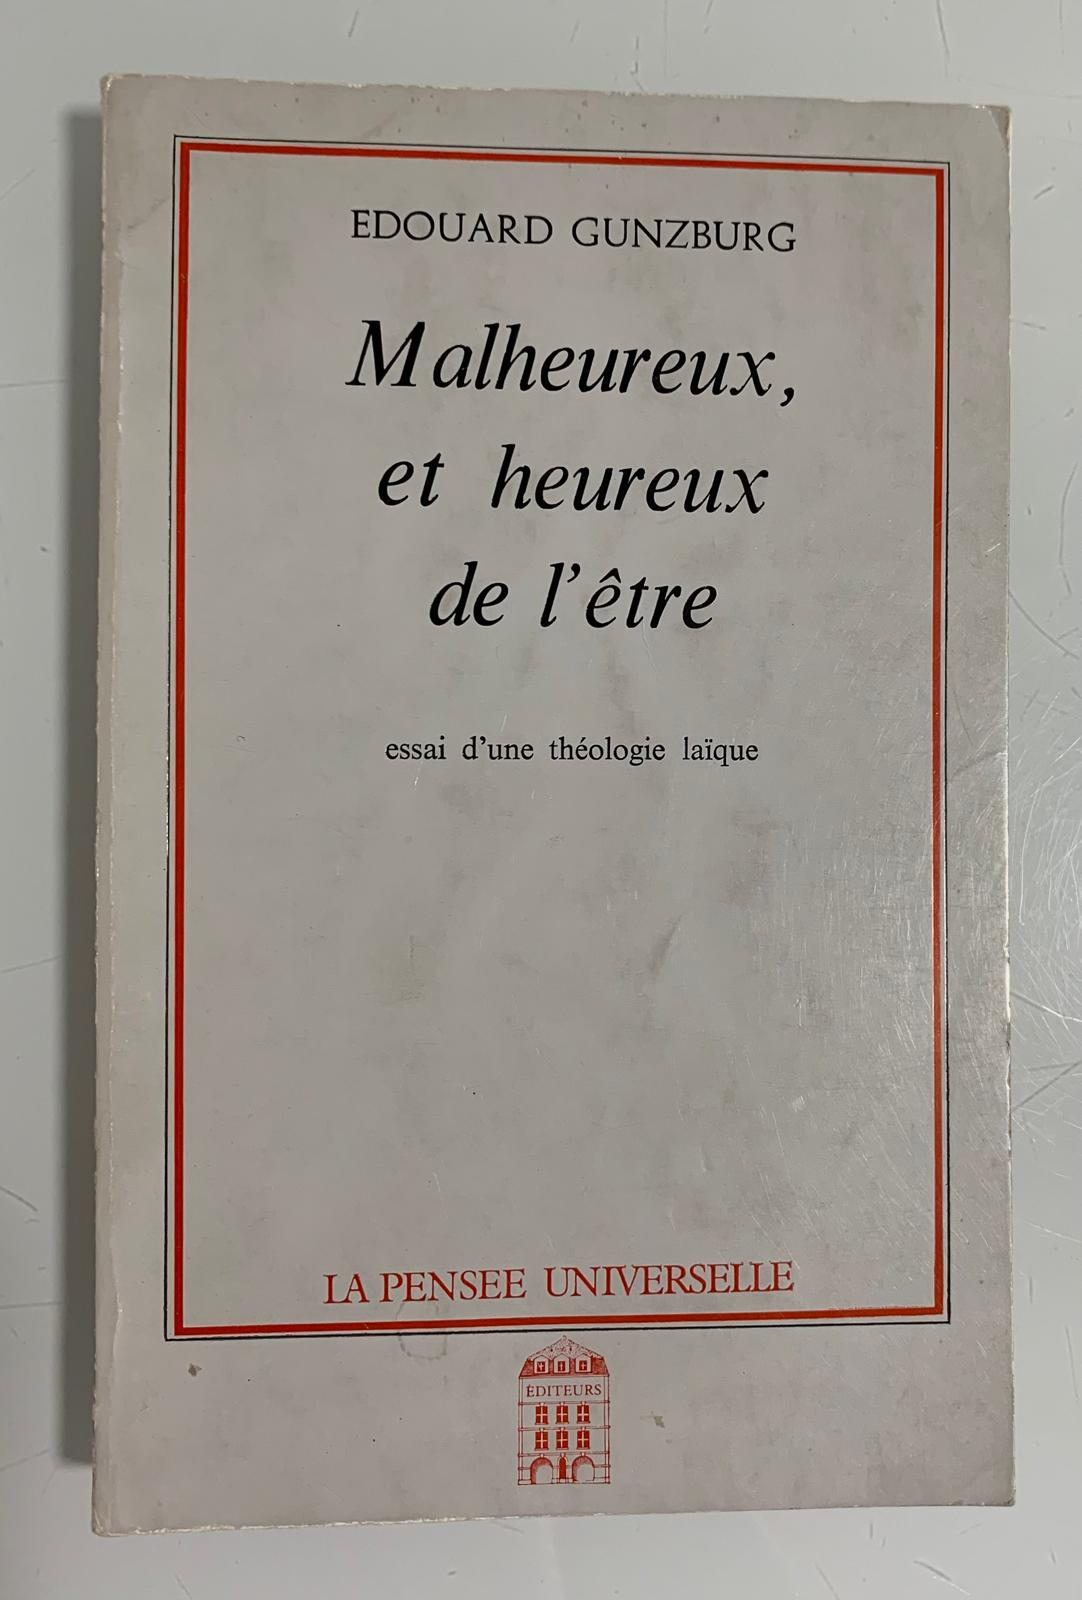 EDOUARD GUNZBURG
Malheureux,
et heureux
de l'être
essai d'une théologie laïque
LA PENSEE UNIVERSELLE
ÉDITEURS